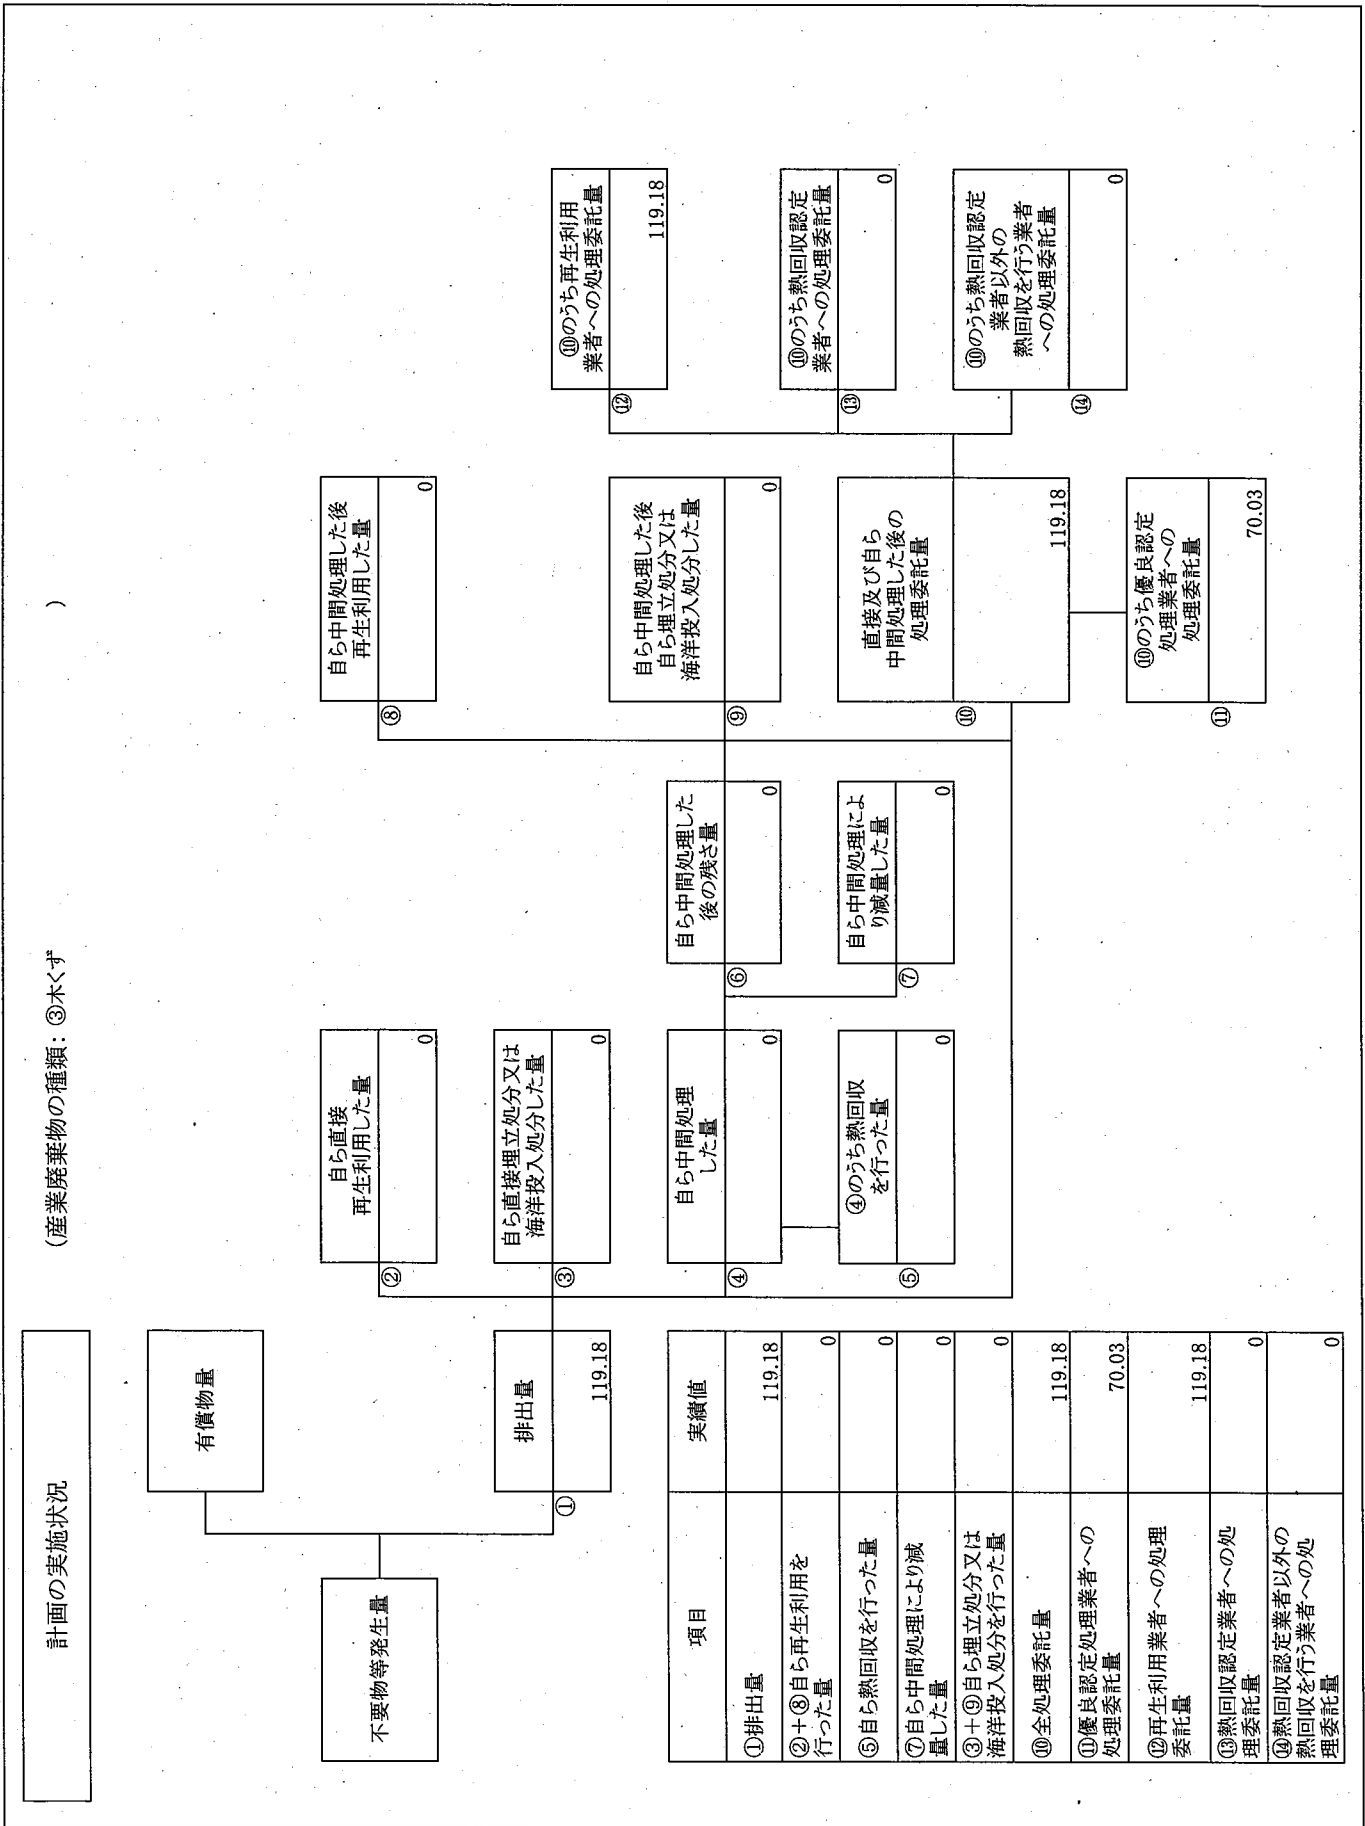 計画の実施状況
(産業廃棄物の種類：③木くず
)
不要物等発生量
有償物量
①
排出量
119.18
②
自ら直接
再生利用した量
0
③
自ら直接埋立処分又は
海洋投入処分した量
0
④
自ら中間処理
した量
0
⑤
④のうち熱回収
を行った量
0
⑥
自ら中間処理した
後の残さ量
0
⑦
自ら中間処理によ
り減量した量
0
⑧
自ら中間処理した後
再生利用した量
0
⑨
自ら中間処理した後
自ら埋立処分又は
海洋投入処分した量
0
⑩
直接及び自ら
中間処理した後の
処理委託量
119.18
⑪
⑩のうち優良認定
処理業者への
処理委託量
70.03
⑫
⑩のうち再生利用
業者への処理委託量
119.18
⑬
⑩のうち熱回収認定
業者への処理委託量
0
⑭
⑩のうち熱回収認定
業者以外の
熱回収を行う業者
への処理委託量
0
項目
実績値
①排出量
119.18
②+⑧自ら再生利用を
行った量
0
⑤自ら熱回収を行った量
0
⑦自ら中間処理により減
量した量
0
③+⑨自ら埋立処分又は
海洋投入処分を行った量
0
⑩全処理委託量
119.18
⑪優良認定処理業者への
処理委託量
70.03
⑫再生利用業者への処理
委託量
119.18
⑬熱回収認定業者への処
理委託量
0
⑭熱回収認定業者以外の
熱回収を行う業者への処
理委託量
0